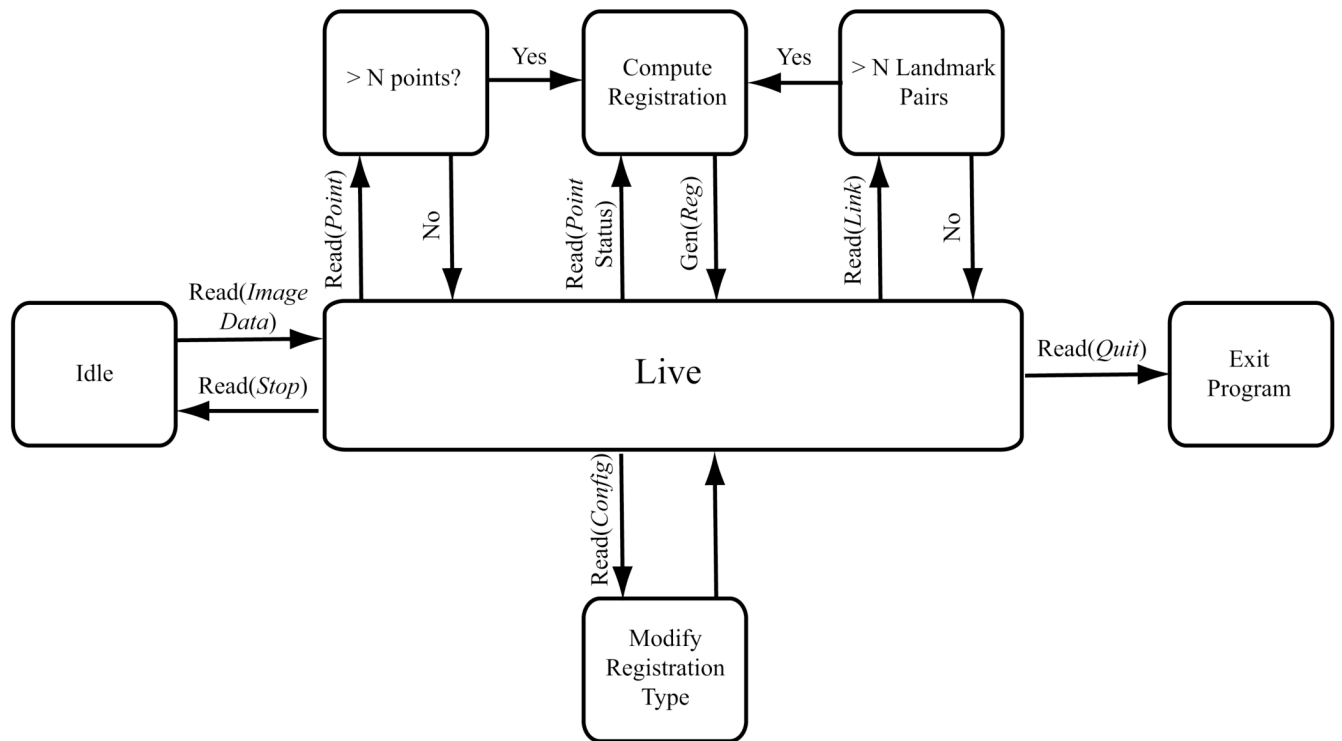 > N points?
Yes
Compute
Registration
Yes
> N Landmark
Pairs
Read(Point)
No
Read(Point
Status)
Gen(Reg)
Read(Link)
No
Read(Image
Data)
Idle
Read(Stop)
Live
Read(Quit)
Exit
Program
Read(Config)
Modify
Registration
Type